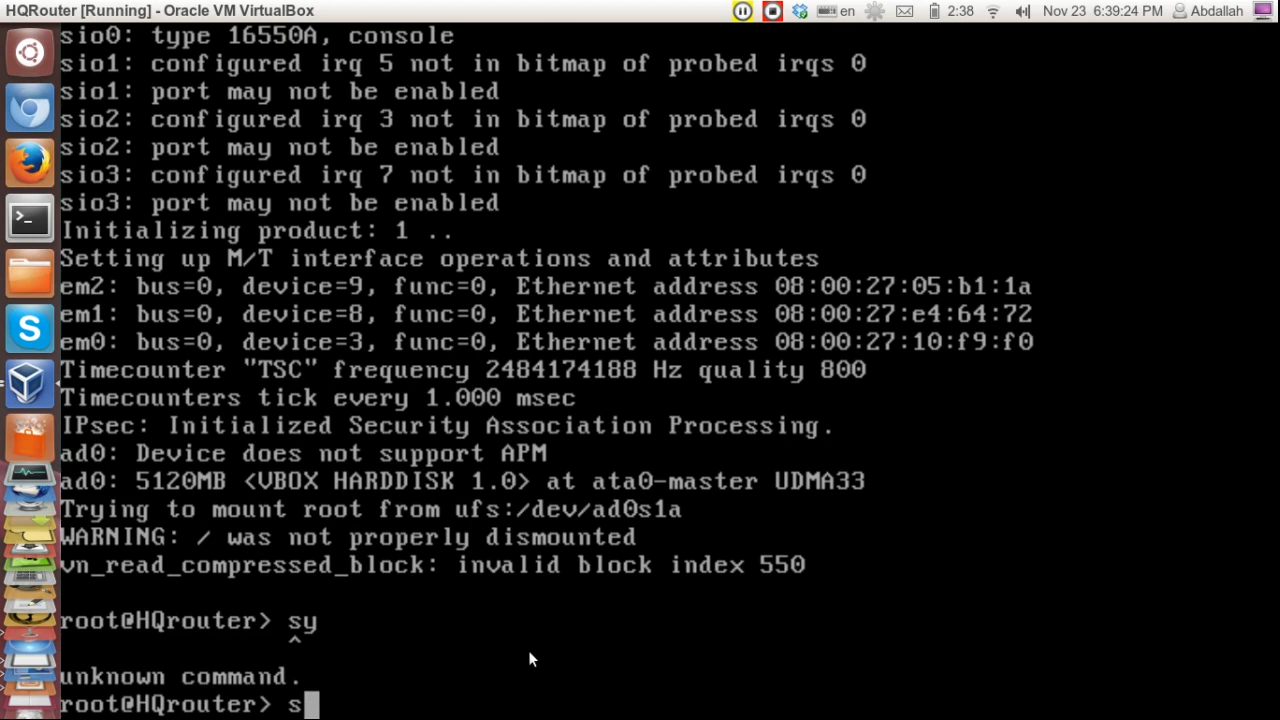 HQRouter [Running] - Oracle VM VirtualBox
en
2:38
Nov 23 6:39:24 PM
Abdallah
sio0: type 16550A, console
sio1: configured irq 5 not in bitmap of probed irqs 0
sio1: port may not be enabled
sio2: configured irq 3 not in bitmap of probed irqs 0
sio2: port may not be enabled
sio3: configured irq 7 not in bitmap of probed irqs 0
sio3: port may not be enabled
Initializing product: 1 ..
Setting up M/T interface operations and attributes
em2: bus=0, device=9, func=0, Ethernet address 08:00:27:05:b1:1a
em1: bus=0, device=8, func=0, Ethernet address 08:00:27:e4:64:72
em0: bus=0, device=3, func=0, Ethernet address 08:00:27:10:f9:f0
Timecounter "TSC" frequency 2484174188 Hz quality 800
Timecounters tick every 1.000 msec
IPsec: Initialized Security Association Processing.
ad0: Device does not support APM
ad0: 5120MB <VBOX HARDDISK 1.0> at ata0-master UDMA33
Trying to mount root from ufs:/dev/ad0s1a
WARNING: / was not properly dismounted
vn_read_compressed_block: invalid block index 550
root@HQrouter> sy
^
unknown command.
root@HQrouter> s